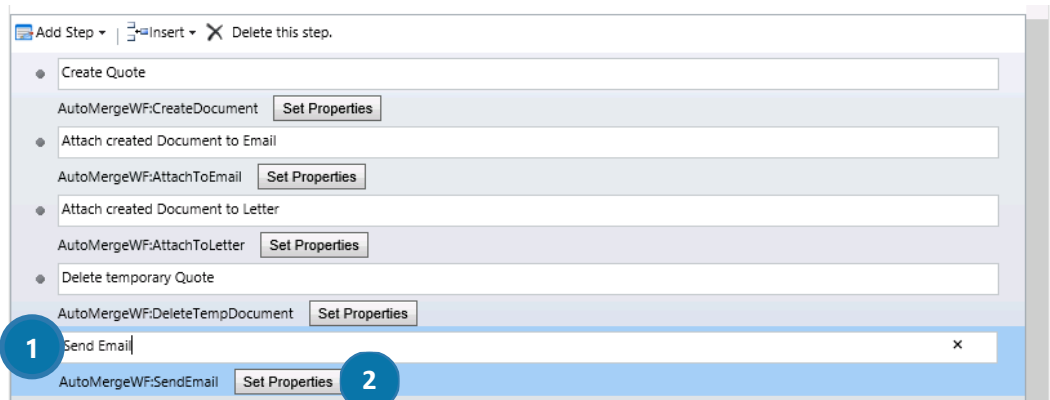 Add Step Insert Delete this step.
Create Quote
AutoMergeWF:CreateDocument Set Properties
Attach created Document to Email
AutoMergeWF:AttachToEmail Set Properties
Attach created Document to Letter
AutoMergeWF:AttachToLetter Set Properties
Delete temporary Quote
AutoMergeWF:DeleteTempDocument Set Properties
1 Send Email ×
AutoMergeWF:SendEmail Set Properties 2